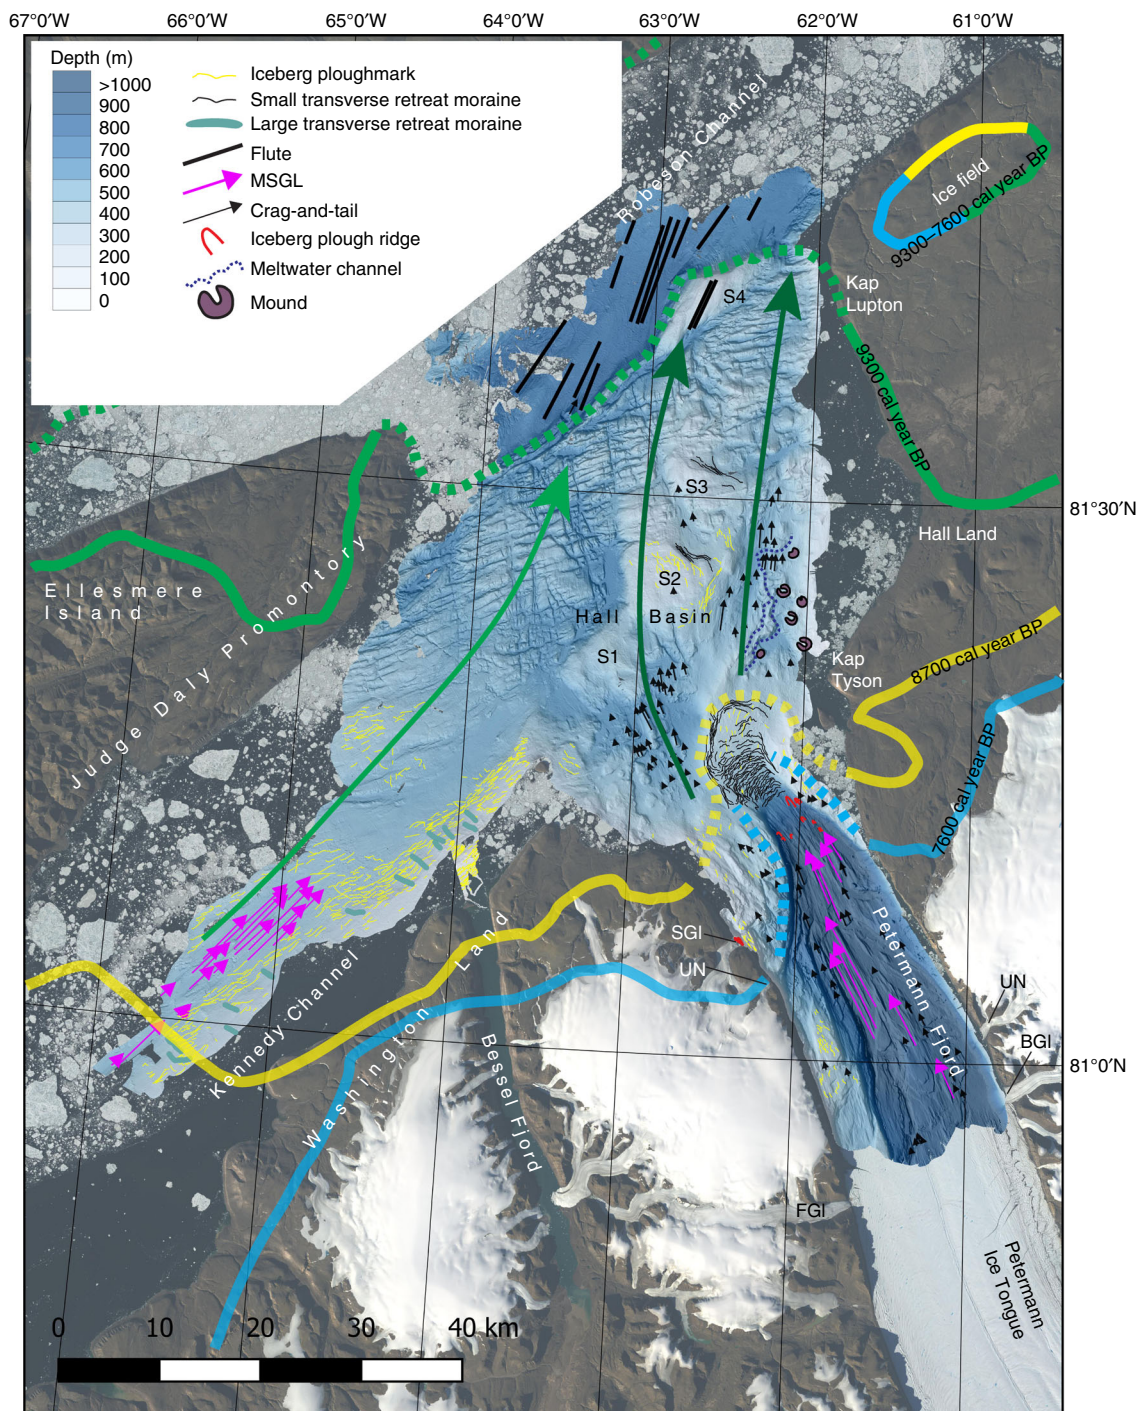 67°0'W 66°0'W 65°0'W 64°0'W 63°0'W 62°0'W 61°0'W
Depth (m)
>1000
900
800
700
600
500
400
300
200
100
0
Iceberg ploughmark
Small transverse retreat moraine
Large transverse retreat moraine
Flute
MSGL
Crag-and-tail
Iceberg plough ridge
Meltwater channel
Mound
Robeson Channel
Ice field
9300–7600 cal year BP
Kap
Lupton
S4
9300 cal year BP
S3
81°30'N
Hall Land
Ellesmere
Island
Judge Daly Promontory
S2
Hall Basin
S1
8700 cal year BP
Kap
Tyson
7600 cal year BP
Petermann Fjord
SGl
UN
UN
BGl
81°0'N
Kennedy Channel
Washington Land
Bessel Fjord
FGl
Petermann
Ice Tongue
0 10 20 30 40 km